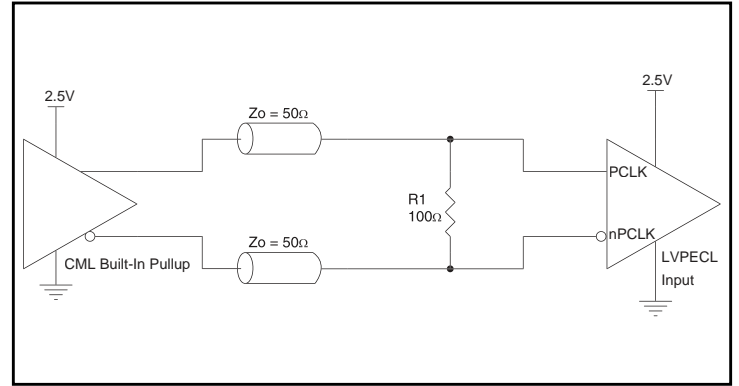 2.5V
2.5V
Zo = 50Ω
PCLK
R1
100Ω
nPCLK
Zo = 50Ω
CML Built-In Pullup
LVPECL
Input